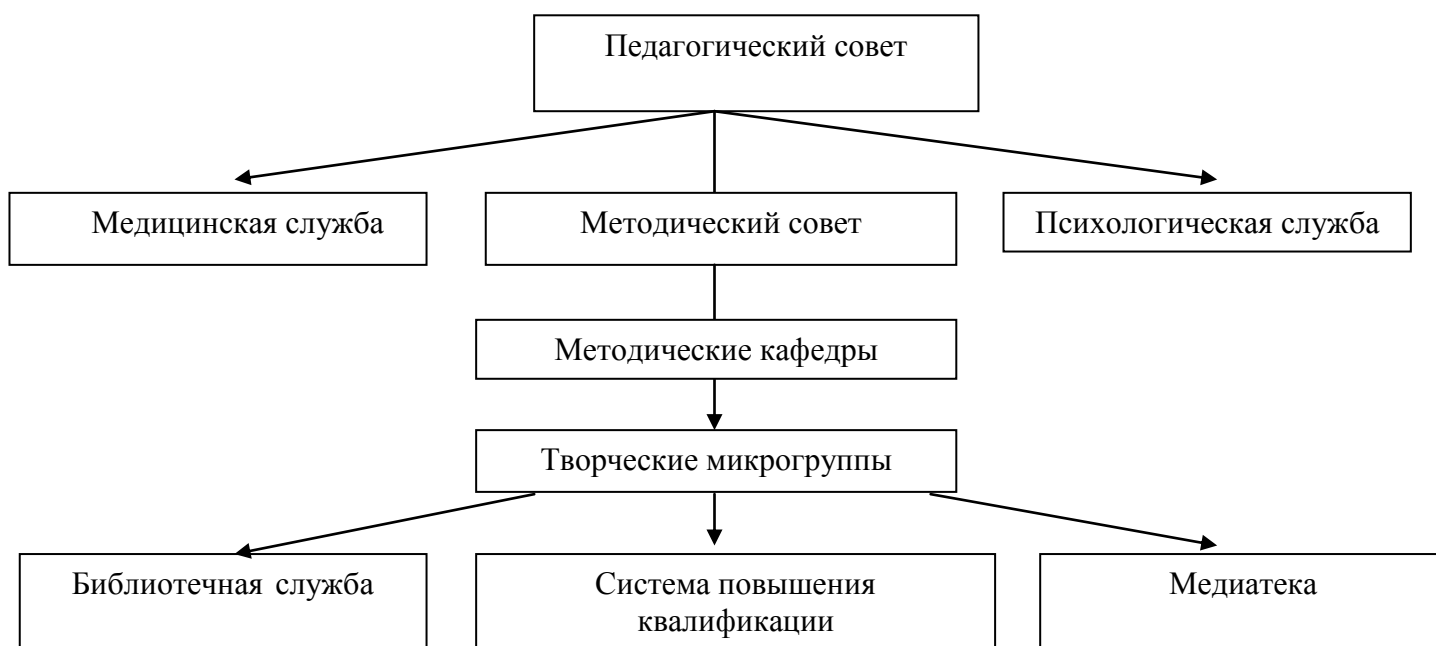 Педагогический совет
Медицинская служба
Методический совет
Психологическая служба
Методические кафедры
Творческие микрогруппы
Библиотечная служба
Система повышения
квалификации
Медиатека